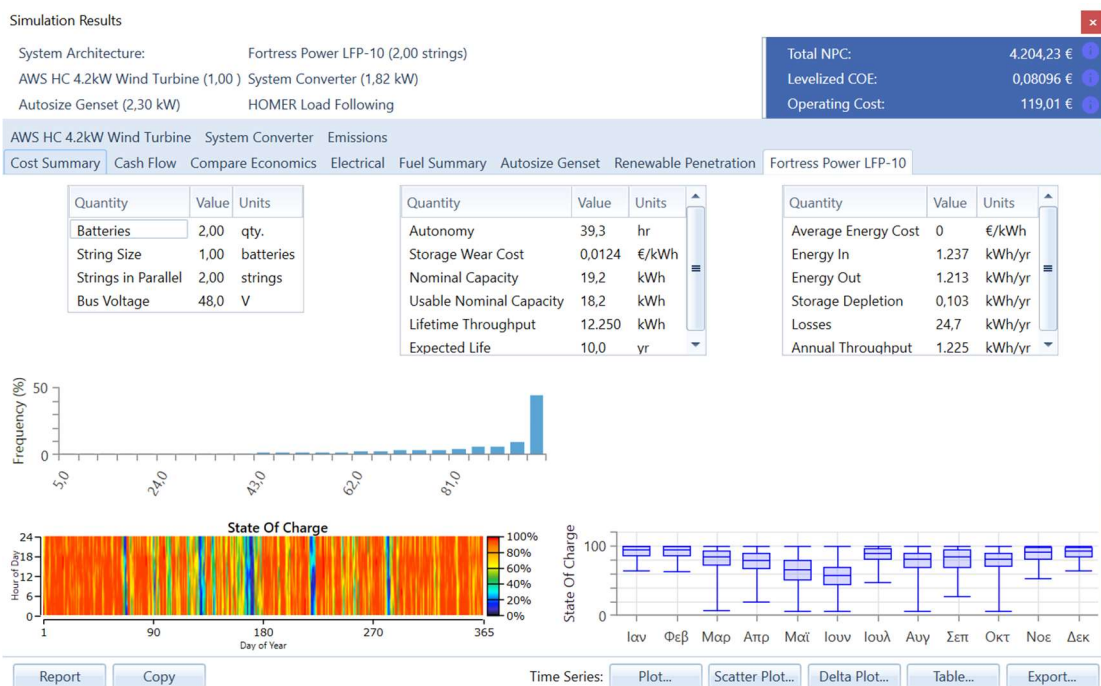 Simulation Results
System Architecture: Fortress Power LFP-10 (2,00 strings)
AWS HC 4.2kW Wind Turbine (1,00 ) System Converter (1,82 kW)
Autosize Genset (2,30 kW) HOMER Load Following
Total NPC: 4.204,23 €
Levelized COE: 0,08096 €
Operating Cost: 119,01 €
AWS HC 4.2kW Wind Turbine System Converter Emissions
Cost Summary Cash Flow Compare Economics Electrical Fuel Summary Autosize Genset Renewable Penetration Fortress Power LFP-10
Quantity Value Units
Batteries 2,00 qty.
String Size 1,00 batteries
Strings in Parallel 2,00 strings
Bus Voltage 48,0 V
Quantity Value Units
Autonomy 39,3 hr
Storage Wear Cost 0,0124 €/kWh
Nominal Capacity 19,2 kWh
Usable Nominal Capacity 18,2 kWh
Lifetime Throughput 12.250 kWh
Expected Life 10,0 yr
Quantity Value Units
Average Energy Cost 0 €/kWh
Energy In 1.237 kWh/yr
Energy Out 1.213 kWh/yr
Storage Depletion 0,103 kWh/yr
Losses 24,7 kWh/yr
Annual Throughput 1.225 kWh/yr
Frequency (%)
50
0
5,0 24,0 43,0 62,0 81,0
State Of Charge
Hour of Day
24
18
12
6
0
1 90 180 270 365
Day of Year
100%
80%
60%
40%
20%
0%
State Of Charge
100
0
Ιαν Φεβ Μαρ Απρ Μαϊ Ιουν Ιουλ Αυγ Σεπ Οκτ Νοε Δεκ
Report Copy Time Series: Plot... Scatter Plot... Delta Plot... Table... Export...